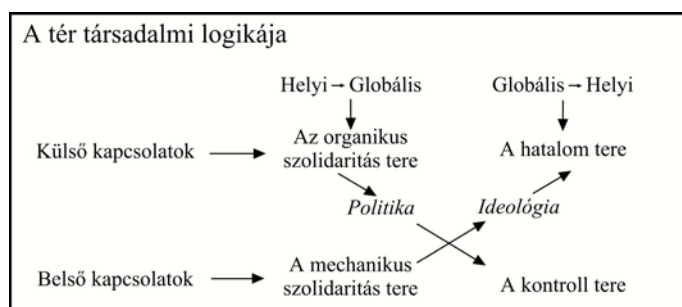 A tér társadalmi logikája
Helyi → Globális
Globális → Helyi
Külső kapcsolatok
Az organikus
szolidaritás tere
A hatalom tere
Politika
Ideológia
Belső kapcsolatok
A mechanikus
szolidaritás tere
A kontroll tere